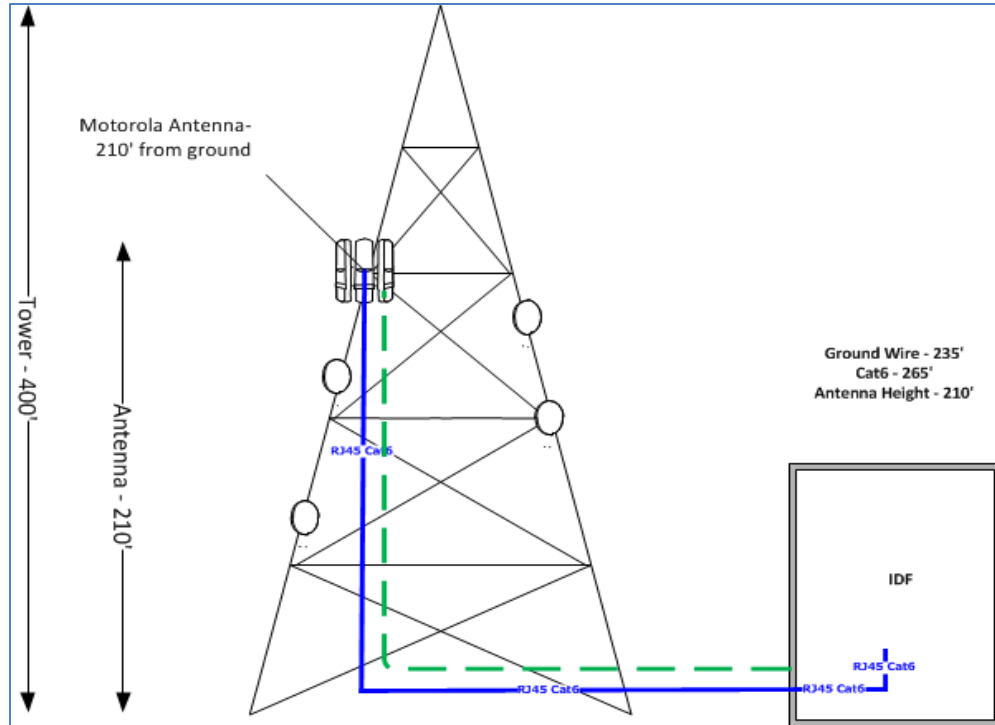 Motorola Antenna-
210' from ground
Tower - 400'
Antenna - 210'
Ground Wire - 235'
Cat6 - 265'
Antenna Height - 210'
RJ45 Cat6
IDF
RJ45 Cat6
RJ45 Cat6
RJ45 Cat6